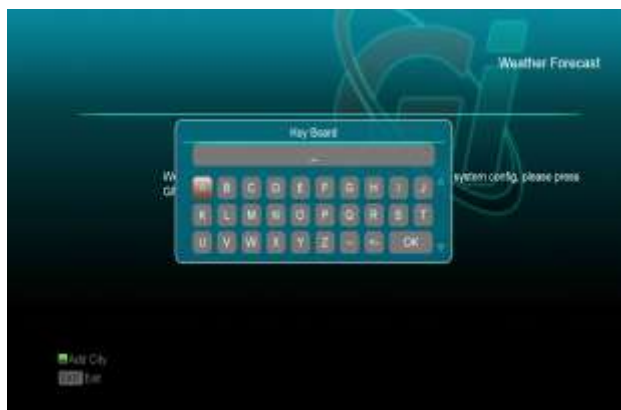 Weather Forecast
Key Board
system config, please press
A B C D E F G H I J
K L M N O P Q R S T
U V W X Y Z OK
Add City
EXIT